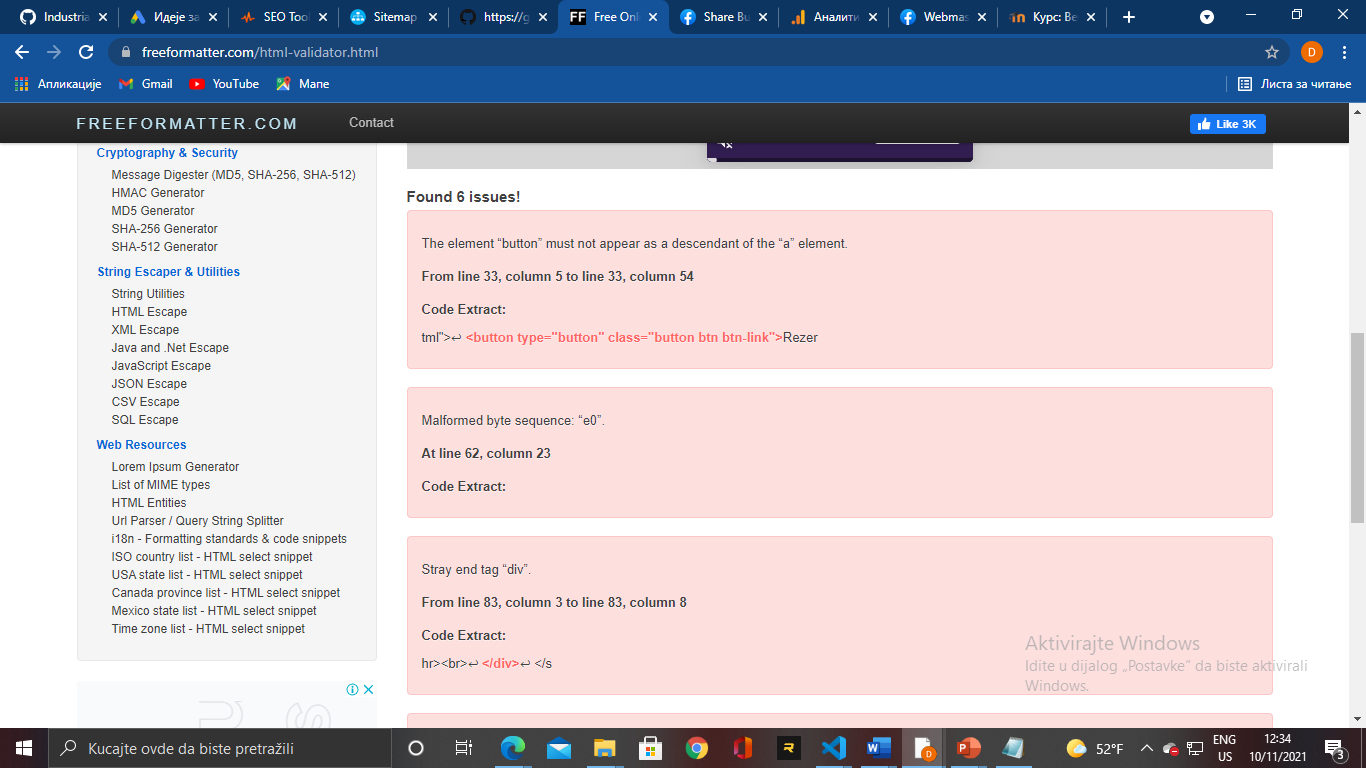 Industria
Идеје за
SEO Tool
Sitemap
https://g
FF Free Onl
Share Bu
Аналити
Webmas
Курс: Ве
freeformatter.com/html-validator.html
D
Апликације
Gmail
YouTube
Мапе
Листа за читање
FREEFORMATTER.COM
Contact
Like 3K
Cryptography & Security
Message Digester (MD5, SHA-256, SHA-512)
HMAC Generator
MD5 Generator
SHA-256 Generator
SHA-512 Generator
String Escaper & Utilities
String Utilities
HTML Escape
XML Escape
Java and .Net Escape
JavaScript Escape
JSON Escape
CSV Escape
SQL Escape
Web Resources
Lorem Ipsum Generator
List of MIME types
HTML Entities
Url Parser / Query String Splitter
i18n - Formatting standards & code snippets
ISO country list - HTML select snippet
USA state list - HTML select snippet
Canada province list - HTML select snippet
Mexico state list - HTML select snippet
Time zone list - HTML select snippet
Found 6 issues!
The element “button” must not appear as a descendant of the “a” element.
From line 33, column 5 to line 33, column 54
Code Extract:
tml">↩ <button type="button" class="button btn btn-link">Rezer
Malformed byte sequence: “e0”.
At line 62, column 23
Code Extract:
Stray end tag “div”.
From line 83, column 3 to line 83, column 8
Code Extract:
hr><br>↩ </div>↩ </s
Aktivirajte Windows
Idite u dijalog „Postavke“ da biste aktivirali
Windows.
Kucajte ovde da biste pretražili
52°F
ENG
US
12:34
10/11/2021
3